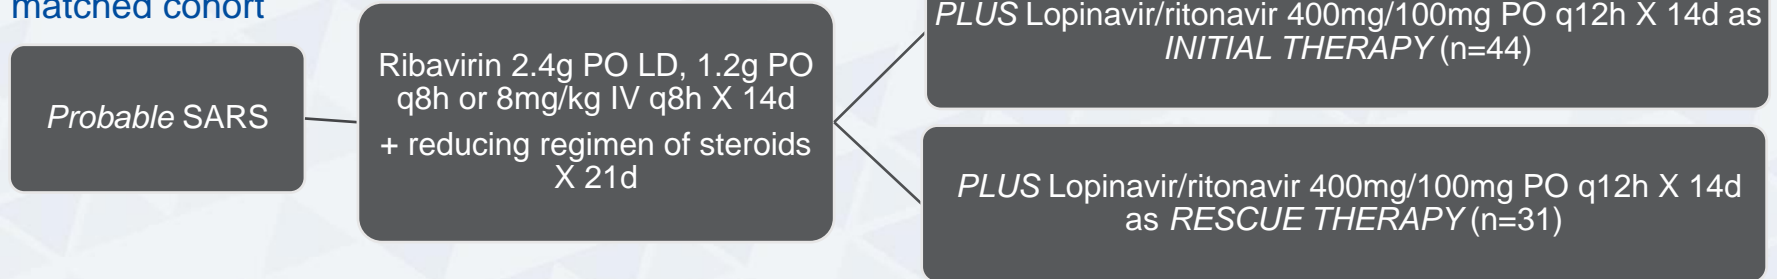 matched cohort
Probable SARS
Ribavirin 2.4g PO LD, 1.2g PO
q8h or 8mg/kg IV q8h X 14d
+ reducing regimen of steroids
X 21d
PLUS Lopinavir/ritonavir 400mg/100mg PO q12h X 14d as
INITIAL THERAPY (n=44)
PLUS Lopinavir/ritonavir 400mg/100mg PO q12h X 14d
as RESCUE THERAPY (n=31)